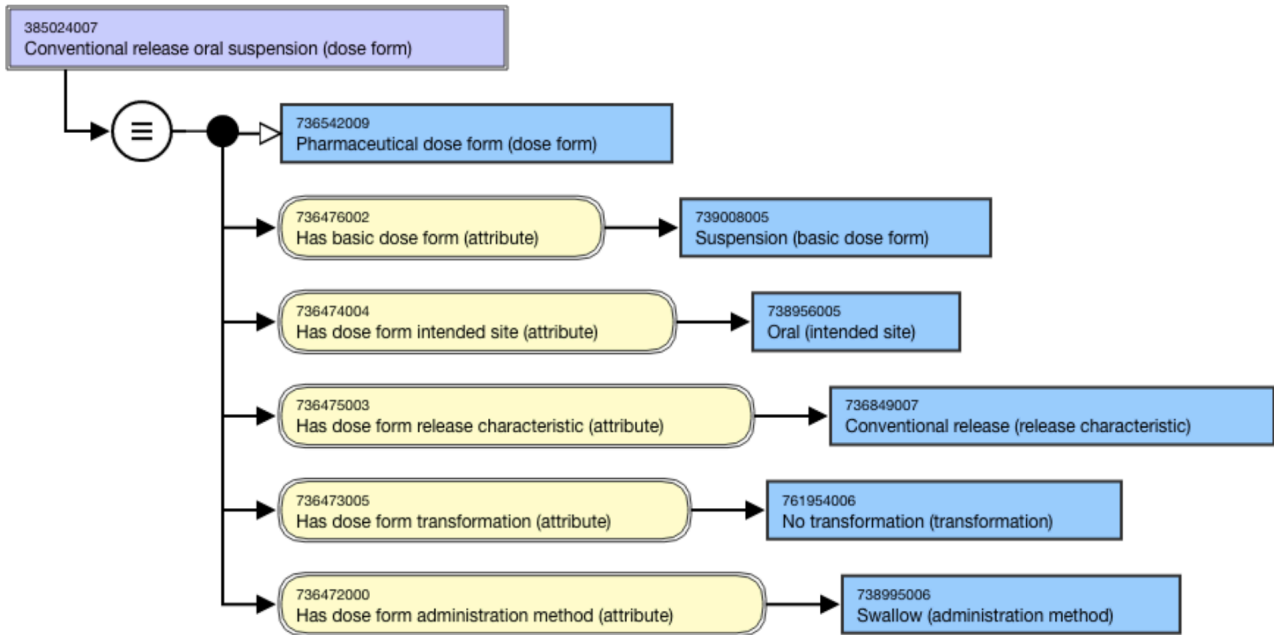 385024007
Conventional release oral suspension (dose form)
736542009
Pharmaceutical dose form (dose form)
736476002
Has basic dose form (attribute)
739008005
Suspension (basic dose form)
736474004
Has dose form intended site (attribute)
738956005
Oral (intended site)
736475003
Has dose form release characteristic (attribute)
736849007
Conventional release (release characteristic)
736473005
Has dose form transformation (attribute)
761954006
No transformation (transformation)
736472000
Has dose form administration method (attribute)
738995006
Swallow (administration method)